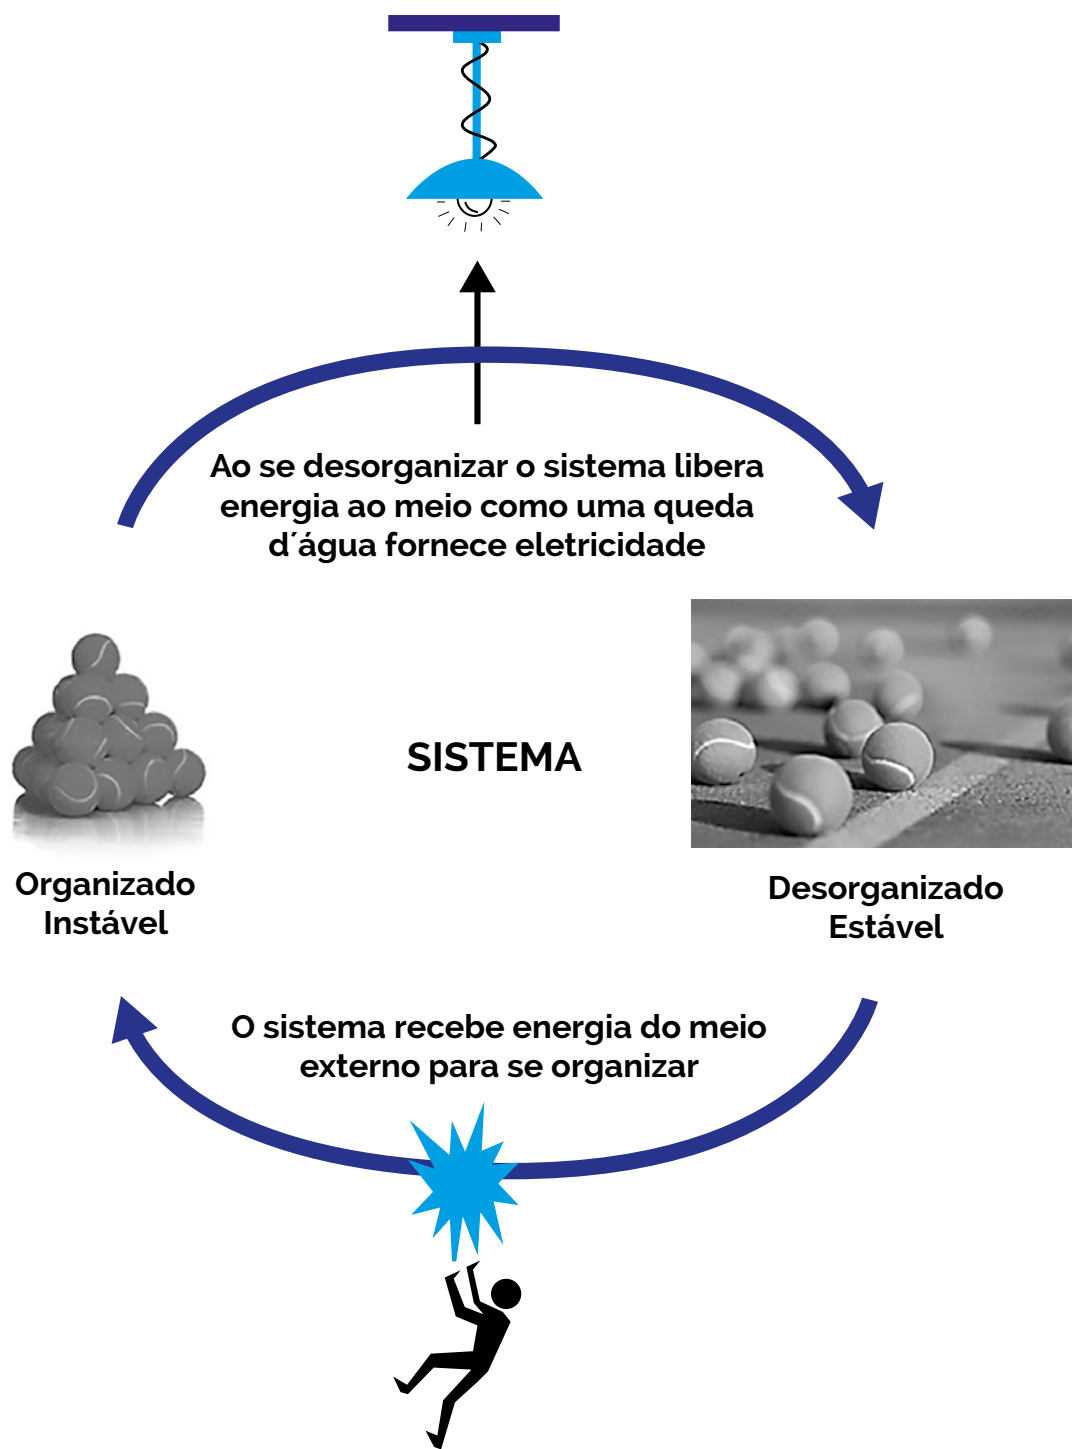 Ao se desorganizar o sistema libera
energia ao meio como uma queda
d´água fornece eletricidade
SISTEMA
Organizado
Instável
Desorganizado
Estável
O sistema recebe energia do meio
externo para se organizar